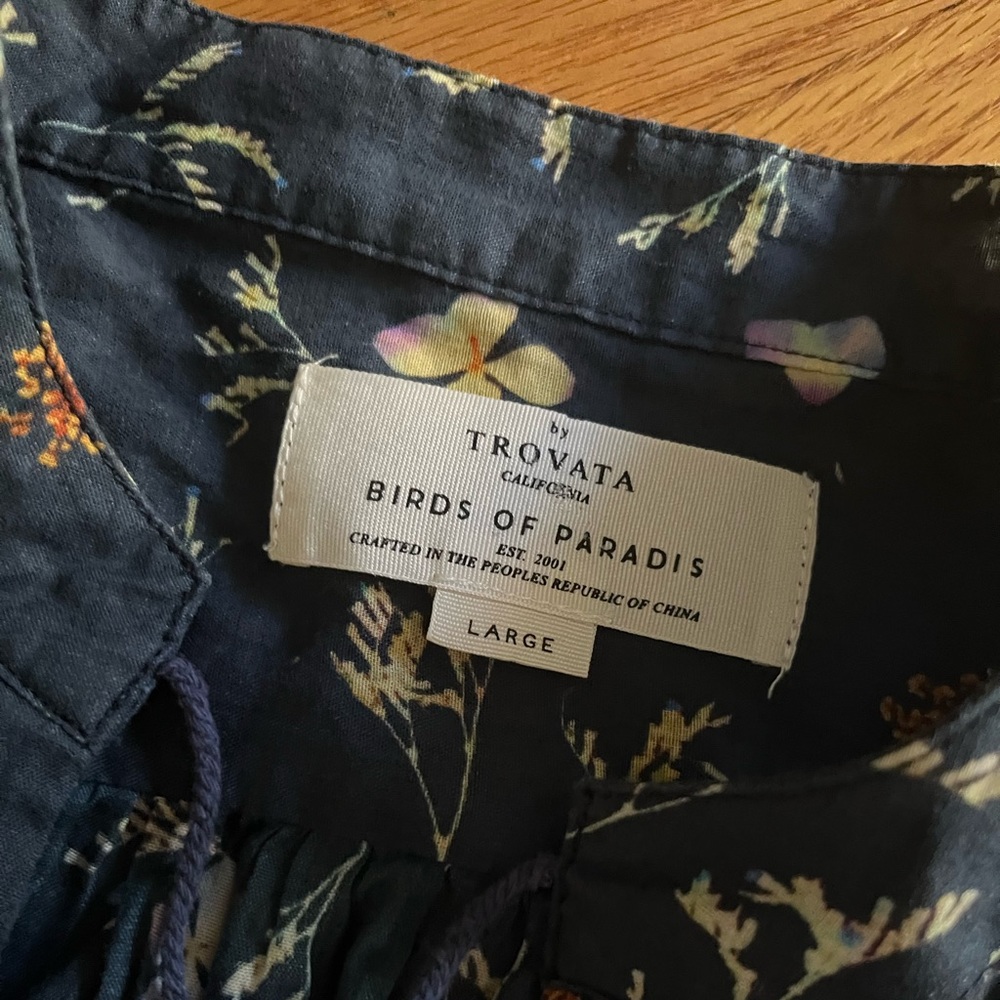 by
TROVATA
CALIFORNIA
BIRDS OF PARADIS
EST. 2001
CRAFTED IN THE PEOPLES REPUBLIC OF CHINA
LARGE